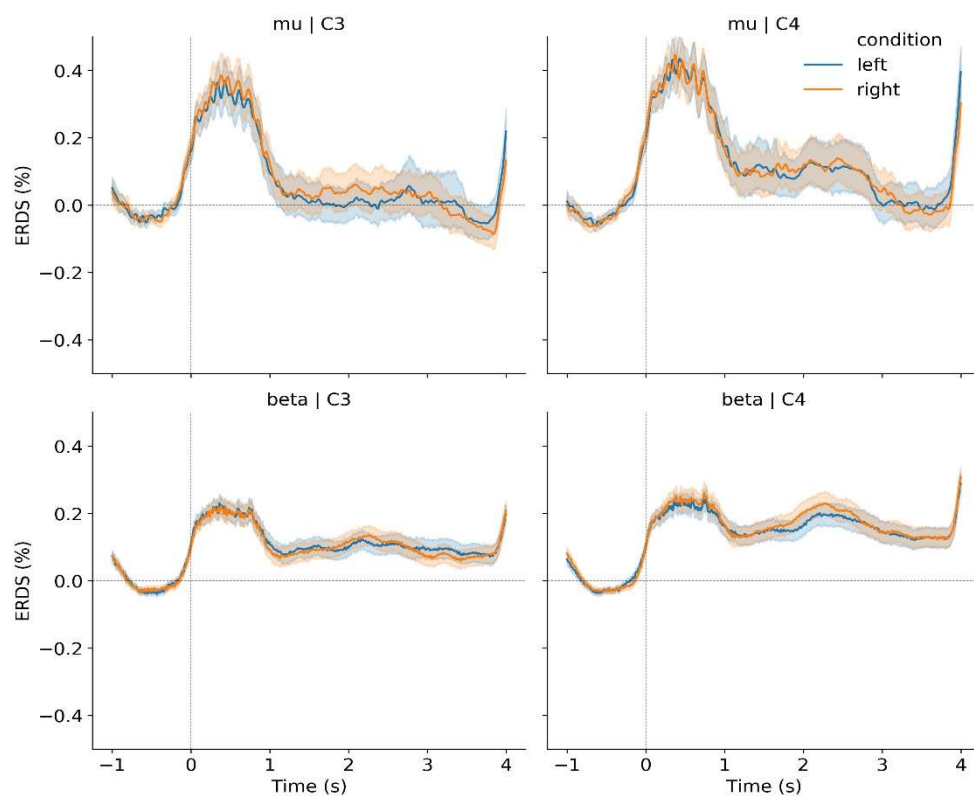 mu | C3
mu | C4
condition
left
right
ERDS (%)
0.4
0.2
0.0
−0.2
−0.4
beta | C3
beta | C4
ERDS (%)
0.4
0.2
0.0
−0.2
−0.4
−1 0 1 2 3 4
−1 0 1 2 3 4
Time (s)
Time (s)